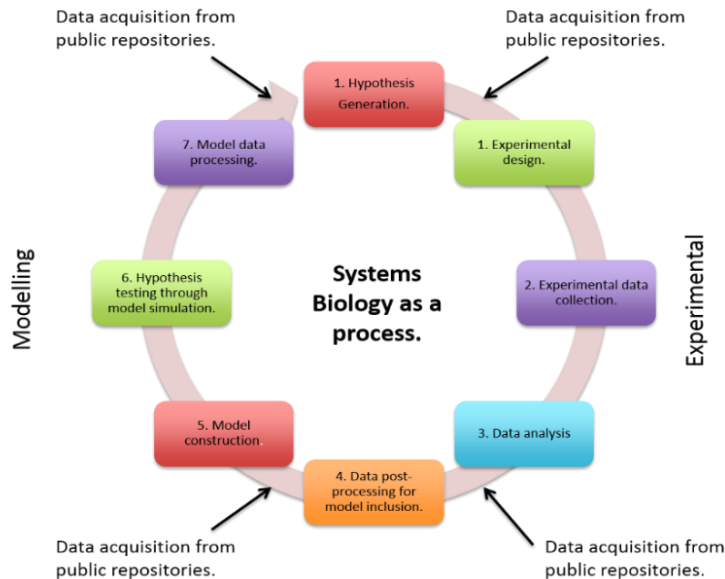 Data acquisition from
public repositories.
Data acquisition from
public repositories.
1. Hypothesis
Generation.
1. Experimental
design.
7. Model data
processing.
Modelling
Experimental
Systems
Biology as a
process.
2. Experimental data
collection.
6. Hypothesis
testing through
model simulation.
3. Data analysis
5. Model
construction.
4. Data post-
processing for
model inclusion.
Data acquisition from
public repositories.
Data acquisition from
public repositories.